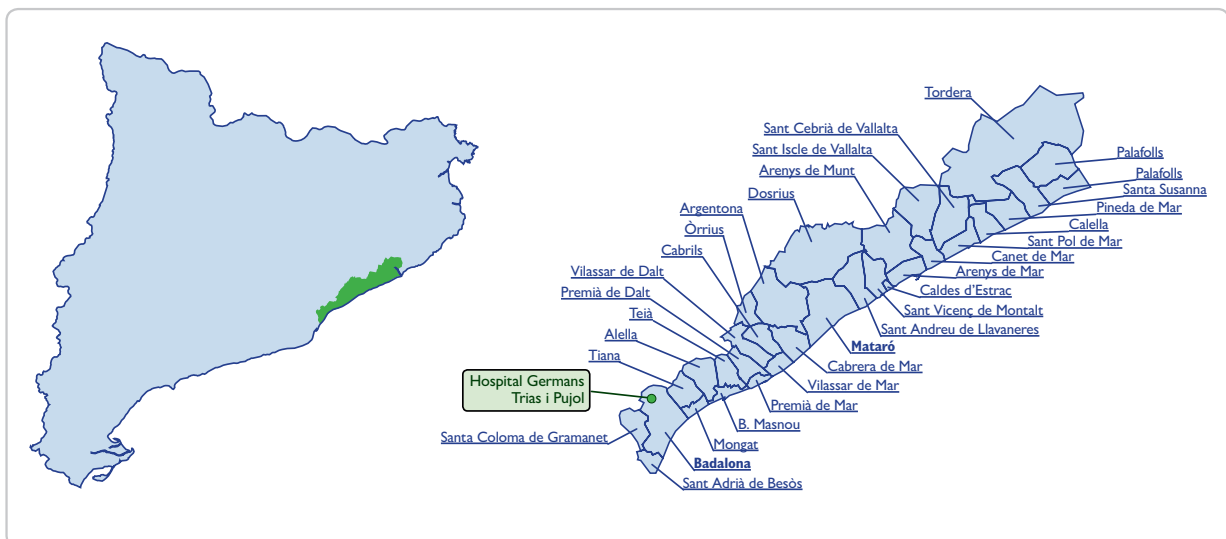 Tordera
Sant Cebrià de Vallalta
Sant Iscle de Vallalta
Arenys de Munt
Dosrius
Argentona
Òrrius
Cabrils
Vilassar de Dalt
Premià de Dalt
Teià
Alella
Tiana
Hospital Germans
Trias i Pujol
Santa Coloma de Gramanet
Palafolls
Palafolls
Santa Susanna
Pineda de Mar
Calella
Sant Pol de Mar
Canet de Mar
Arenys de Mar
Caldes d’Estrac
Sant Vicenç de Montalt
Sant Andreu de Llavaneres
Mataró
Cabrera de Mar
Vilassar de Mar
Premià de Mar
B. Masnou
Mongat
Badalona
Sant Adrià de Besòs